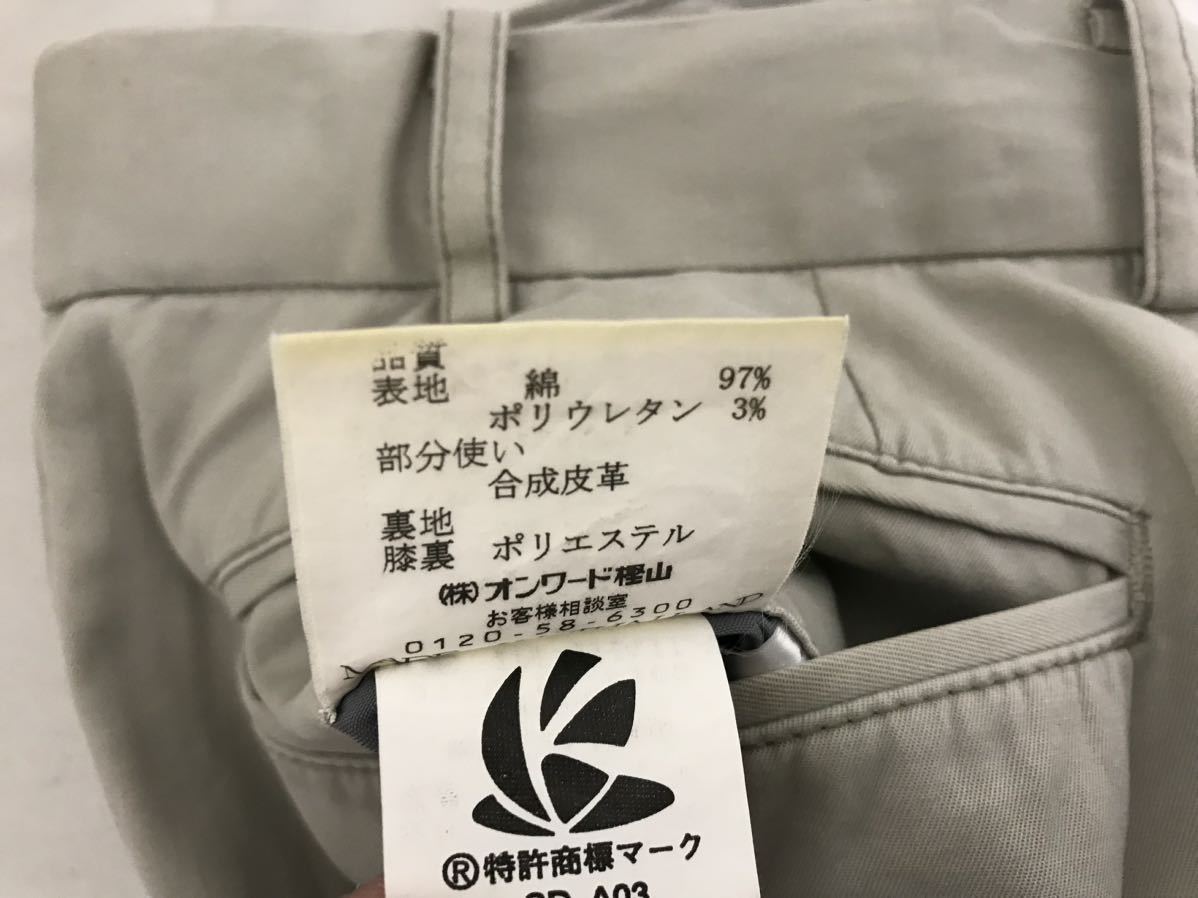 品質
表地 綿 97%
ポリウレタン 3%
部分使い
合成皮革
裏地
膝裏 ポリエステル
(株)オンワード樫山
お客様相談室
0120-58-6300
®特許商標マーク